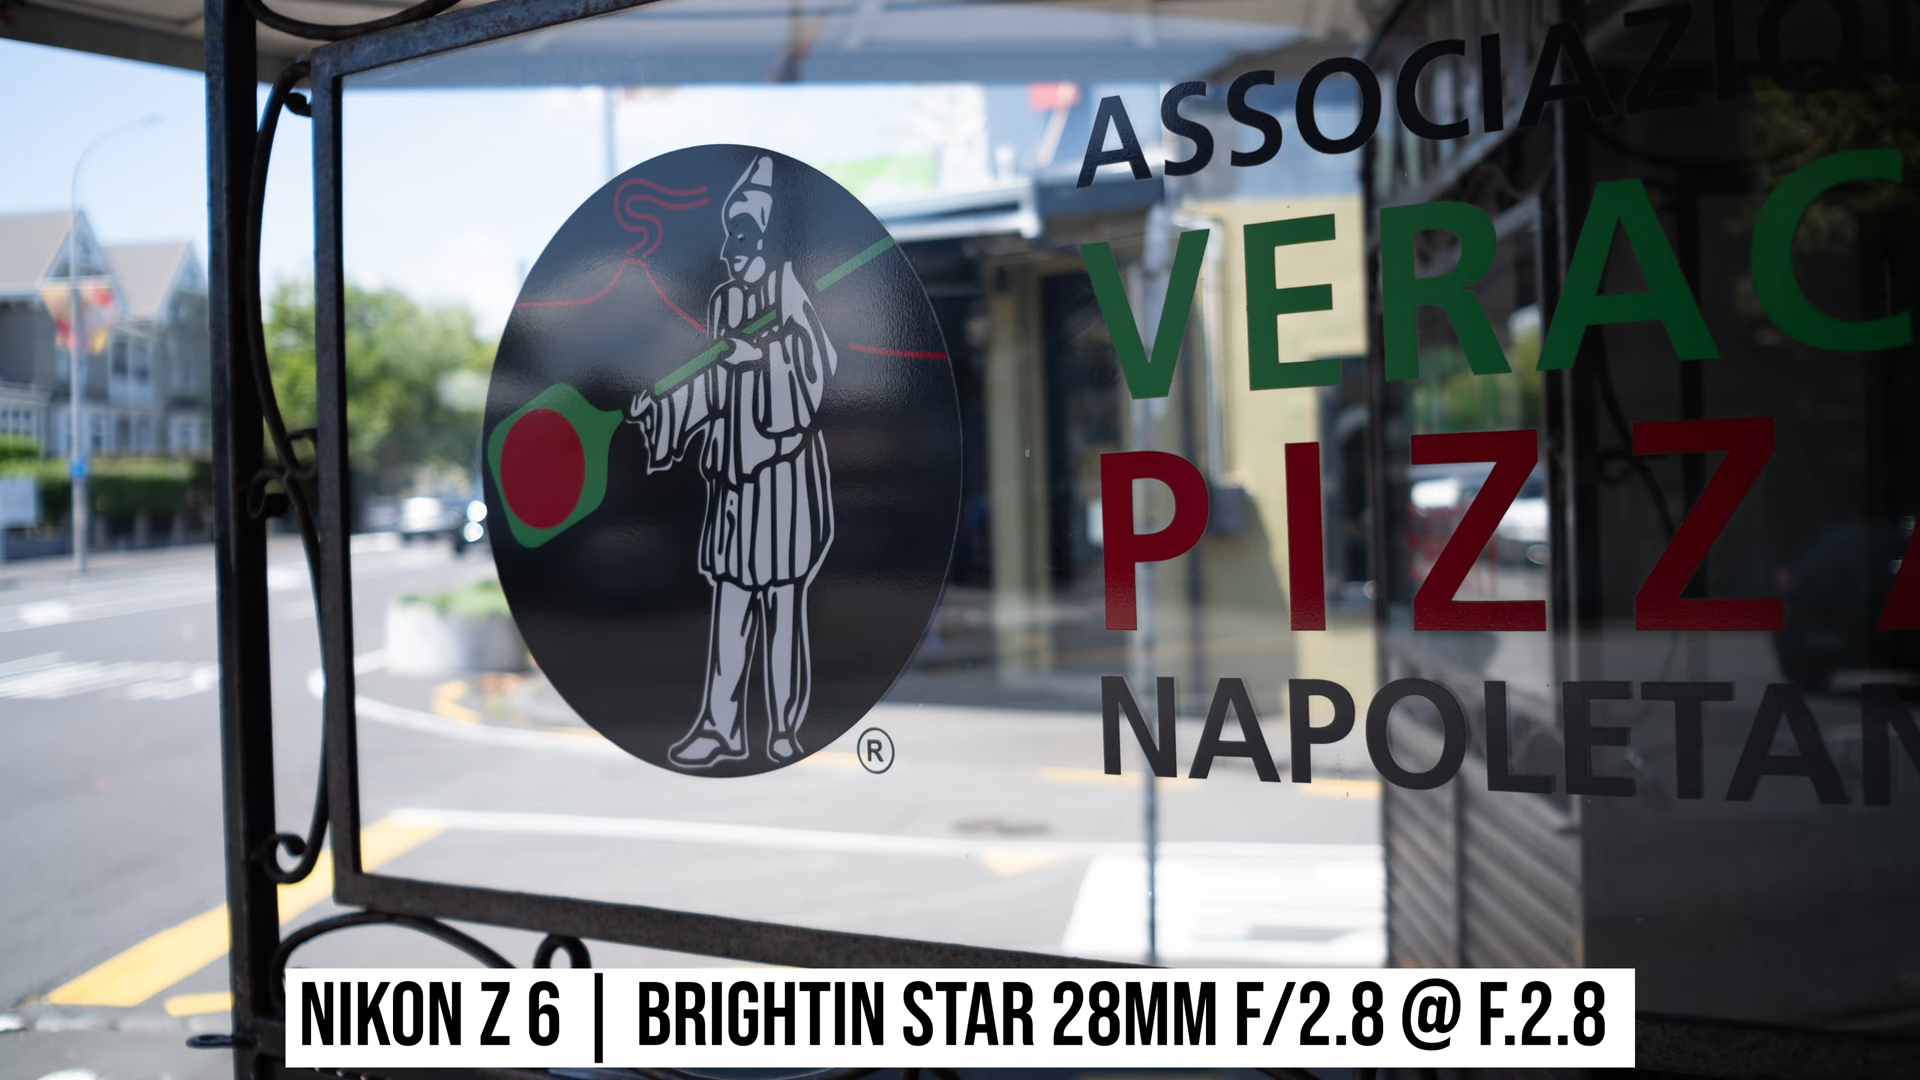 ASSOCIAZIO
VERAC
PIZZ
NAPOLETAN
®
NIKON Z 6 | BRIGHTIN STAR 28MM F/2.8 @ F.2.8